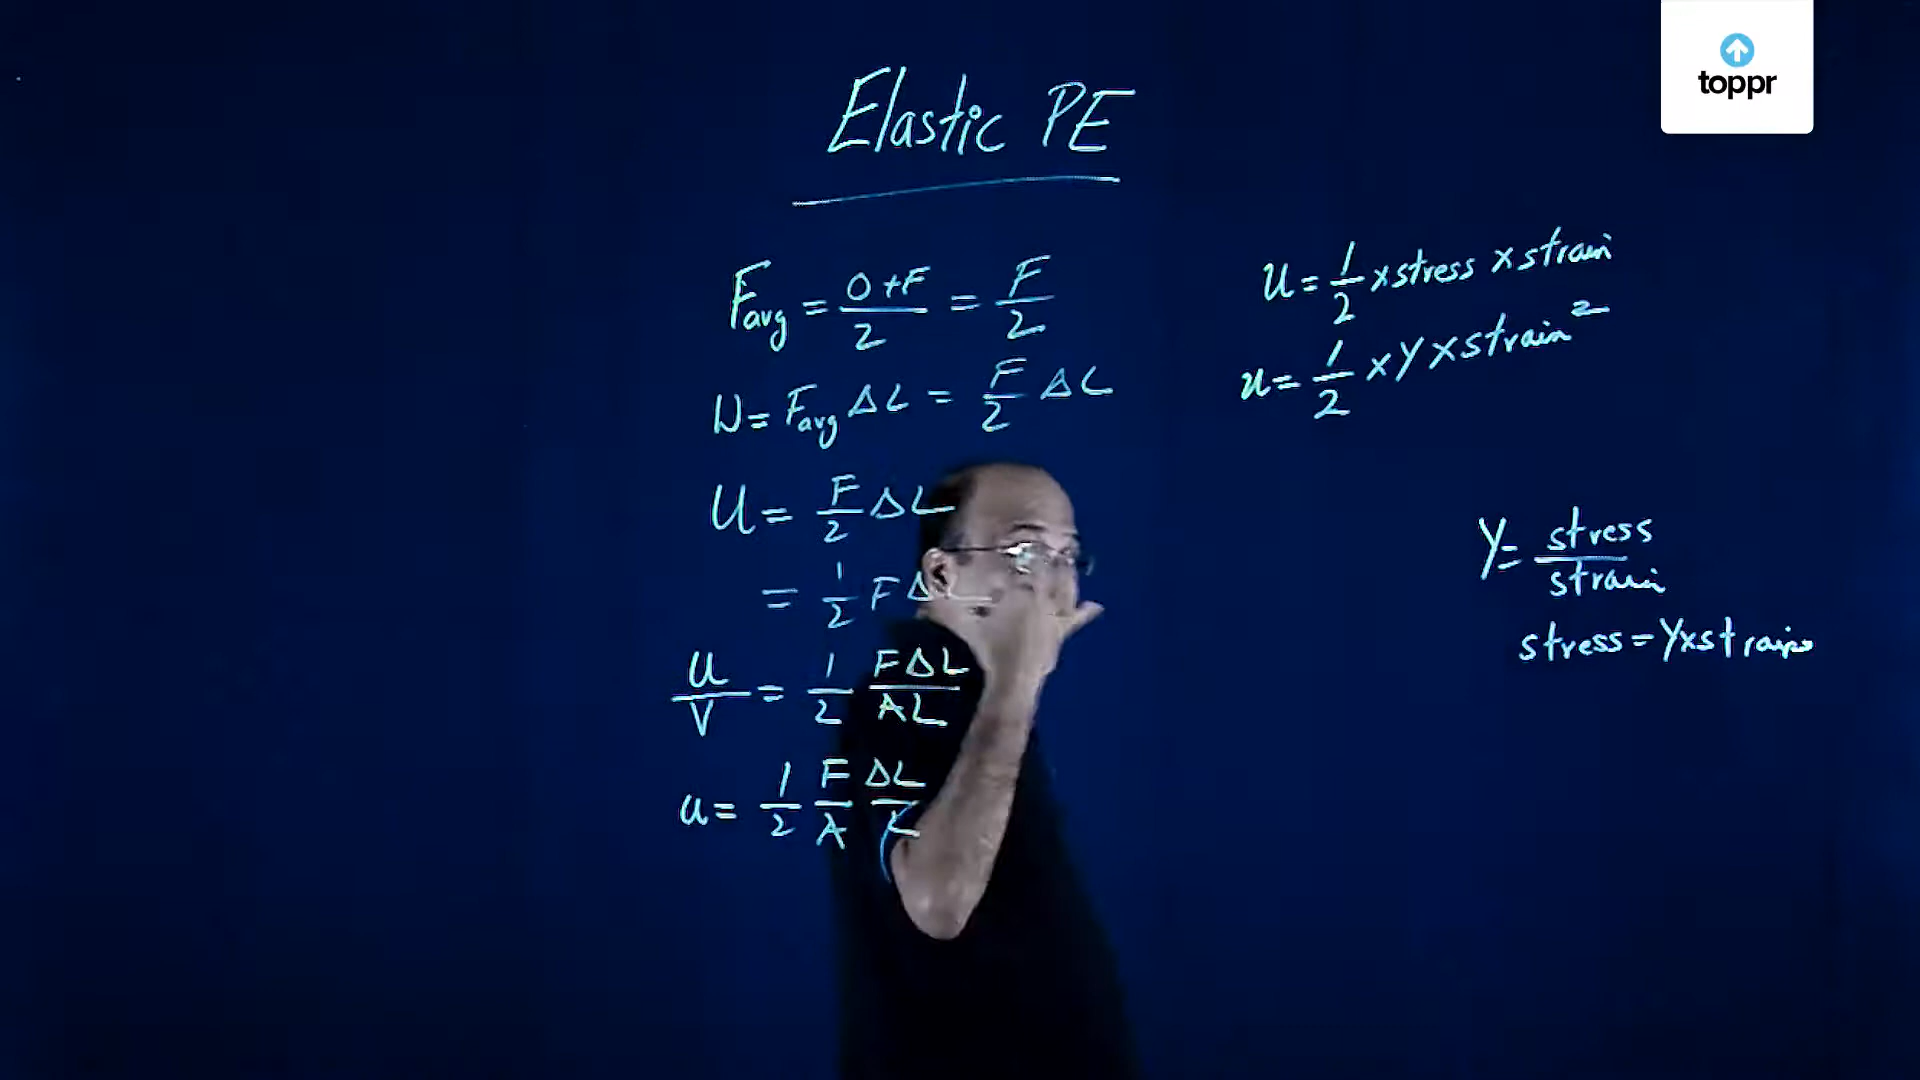 toppr
Elastic PE
Favg = 0+F/2 = F/2
W = Favg ΔL = F/2 ΔL
U = F/2 ΔL
= 1/2 F ΔL
U/V = 1/2 FΔL/AL
u = 1/2 F/A ΔL/L
U = 1/2 x stress x strain
u = 1/2 x Y x strain²
Y = stress/strain
stress = Y x strain